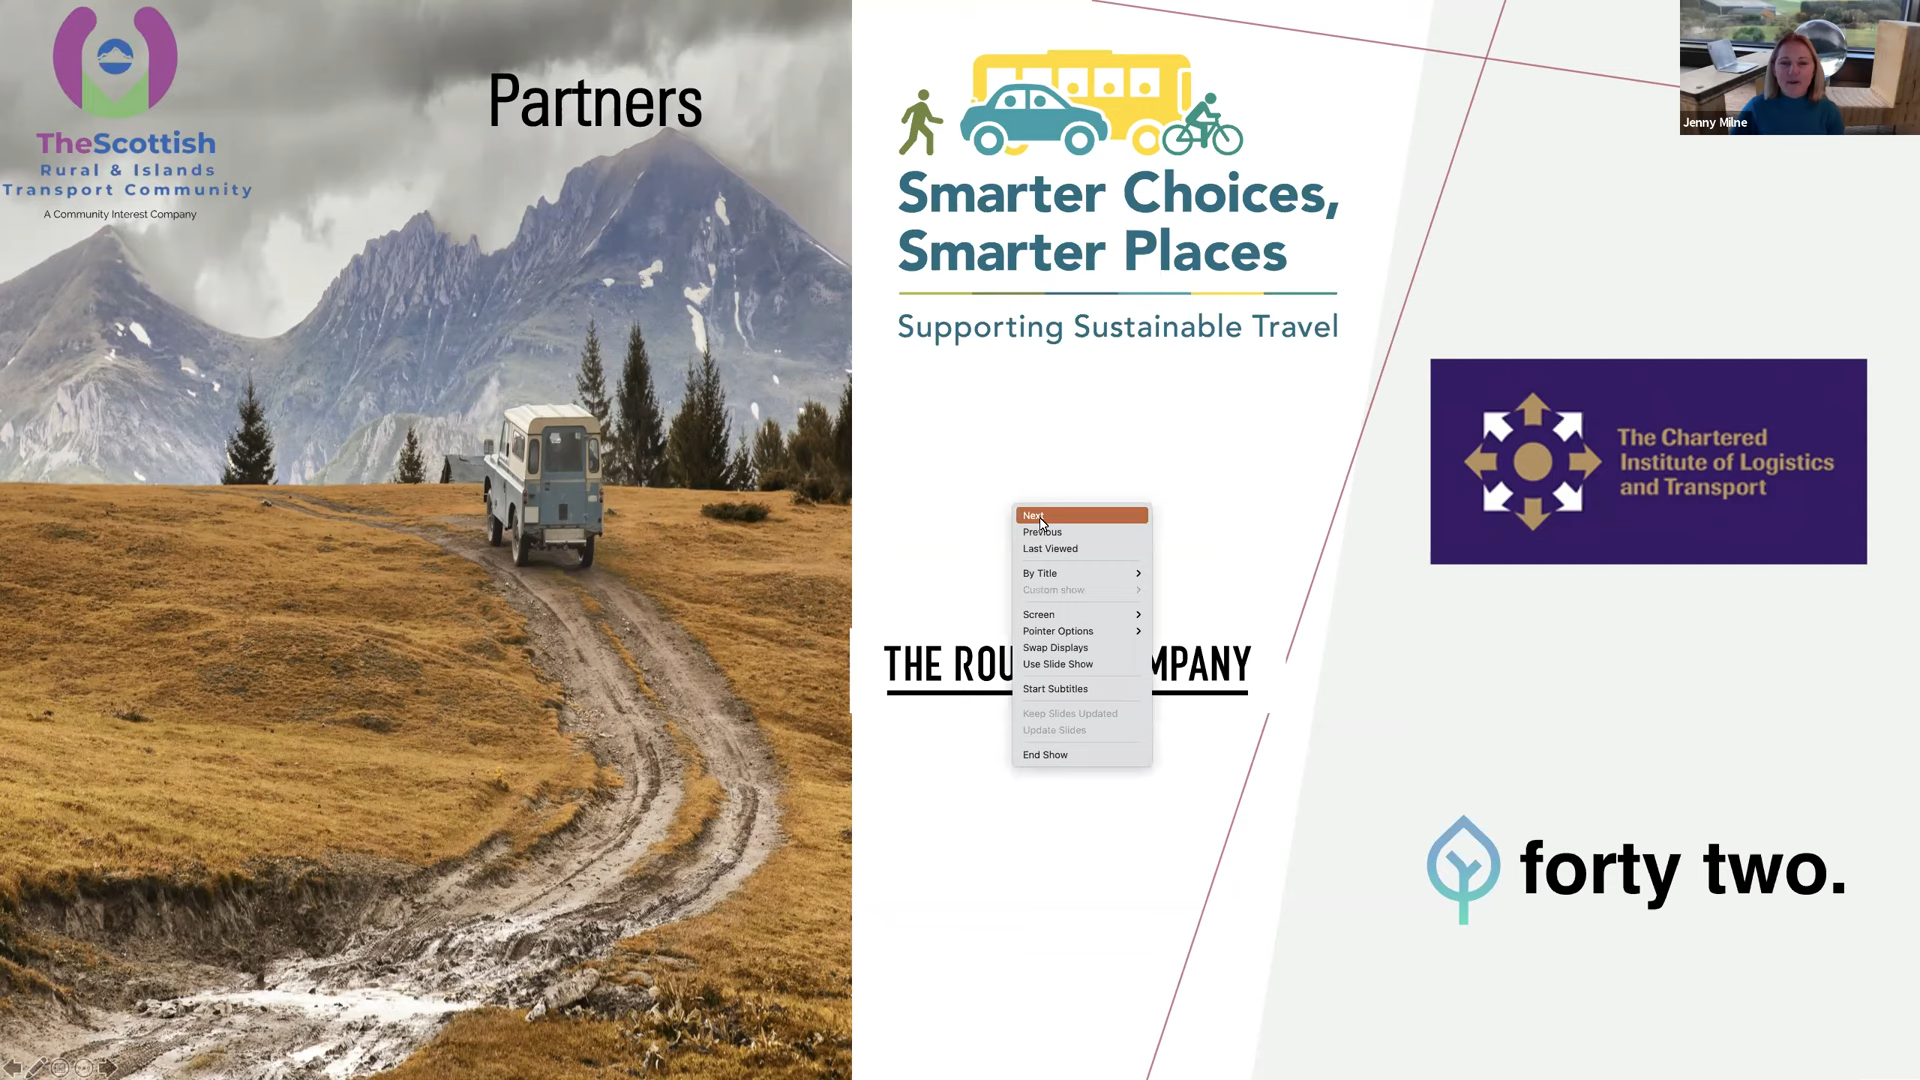 TheScottish
Rural & Islands
Transport Community
A Community Interest Company
Partners
Smarter Choices,
Smarter Places
Supporting Sustainable Travel
Jenny Milne
The Chartered
Institute of Logistics
and Transport
Next
Previous
Last Viewed
By Title
Custom show
Screen
Pointer Options
Swap Displays
Use Slide Show
Start Subtitles
Keep Slides Updated
Update Slides
End Show
THE
forty two.